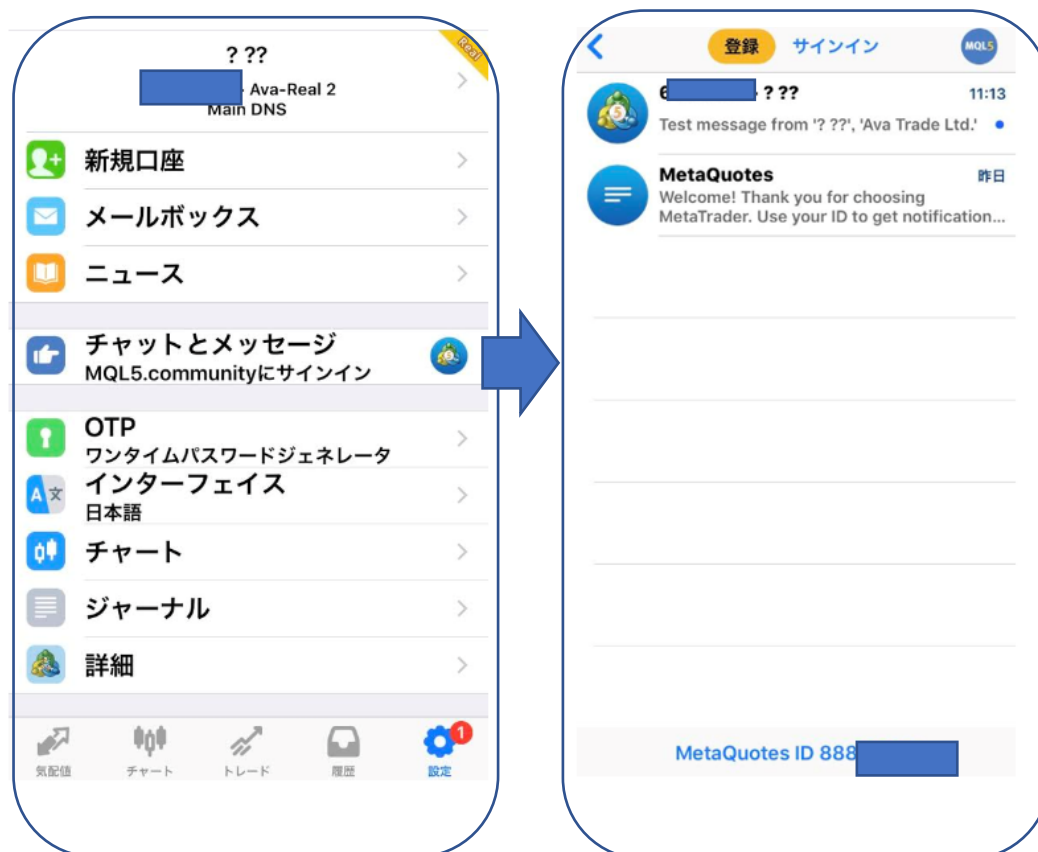 ? ??
Real
- Ava-Real 2
Main DNS
新規口座
メールボックス
ニュース
チャットとメッセージ
MQL5.communityにサインイン
OTP
ワンタイムパスワードジェネレータ
A文
インターフェイス
日本語
チャート
ジャーナル
詳細
気配値
チャート
トレード
履歴
1
設定
登録 サインイン MQL5
6 - ? ?? 11:13
5
Test message from '? ??', 'Ava Trade Ltd.'
MetaQuotes 昨日
Welcome! Thank you for choosing
MetaTrader. Use your ID to get notification...
MetaQuotes ID 888